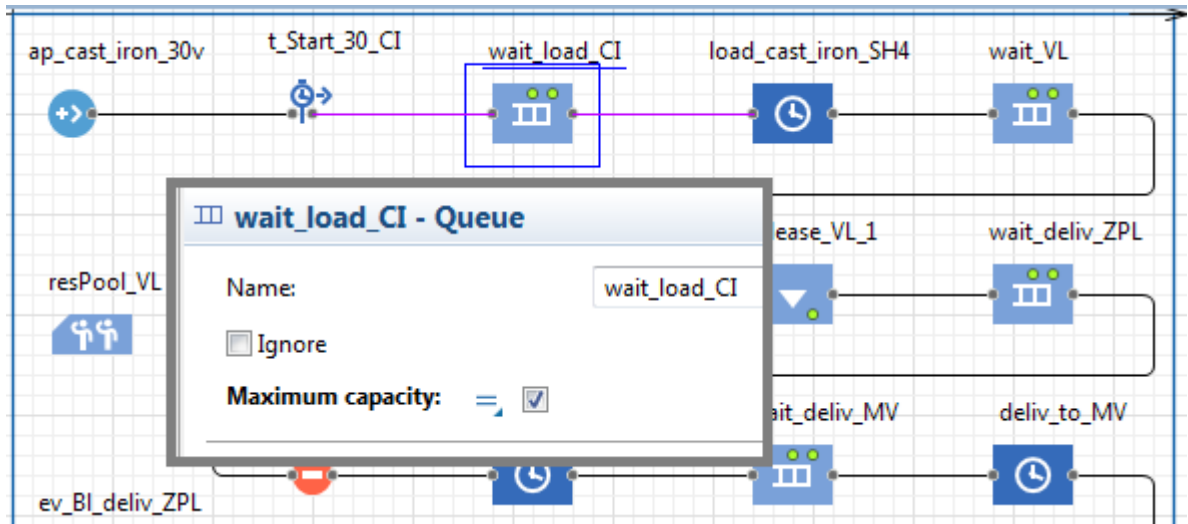 ap_cast_iron_30v
t_Start_30_CI
wait_load_CI
load_cast_iron_SH4
wait_VL
wait_load_CI - Queue
Name:
wait_load_CI
Ignore
Maximum capacity:
resPool_VL
lease_VL_1
wait_deliv_ZPL
ait_deliv_MV
deliv_to_MV
ev_BI_deliv_ZPL